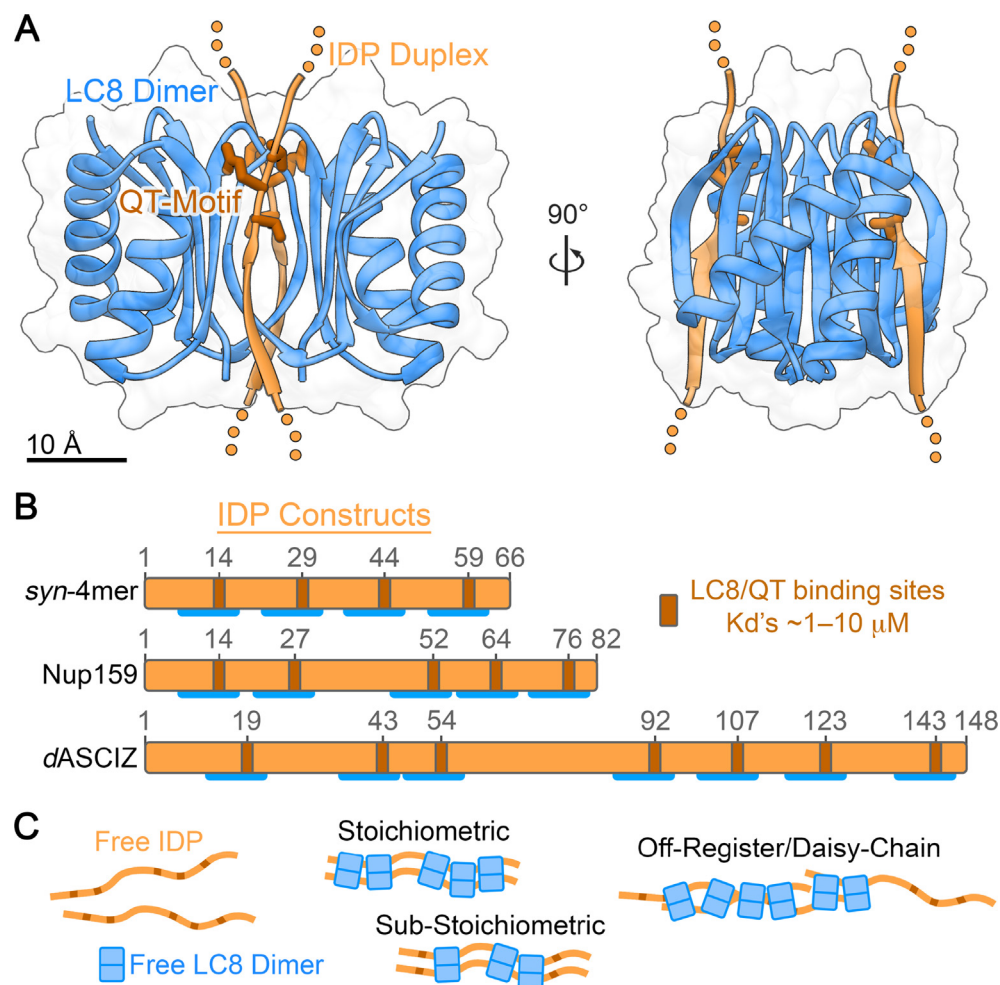 A
IDP Duplex
LC8 Dimer
QT-Motif
90°
10 Å
B
IDP Constructs
1 14 29 44 59 66
syn-4mer
LC8/QT binding sites
Kd's ~1–10 μM
1 14 27 52 64 76 82
Nup159
1 19 43 54 92 107 123 143 148
dASCIZ
C
Free IDP
Stoichiometric
Off-Register/Daisy-Chain
Sub-Stoichiometric
Free LC8 Dimer